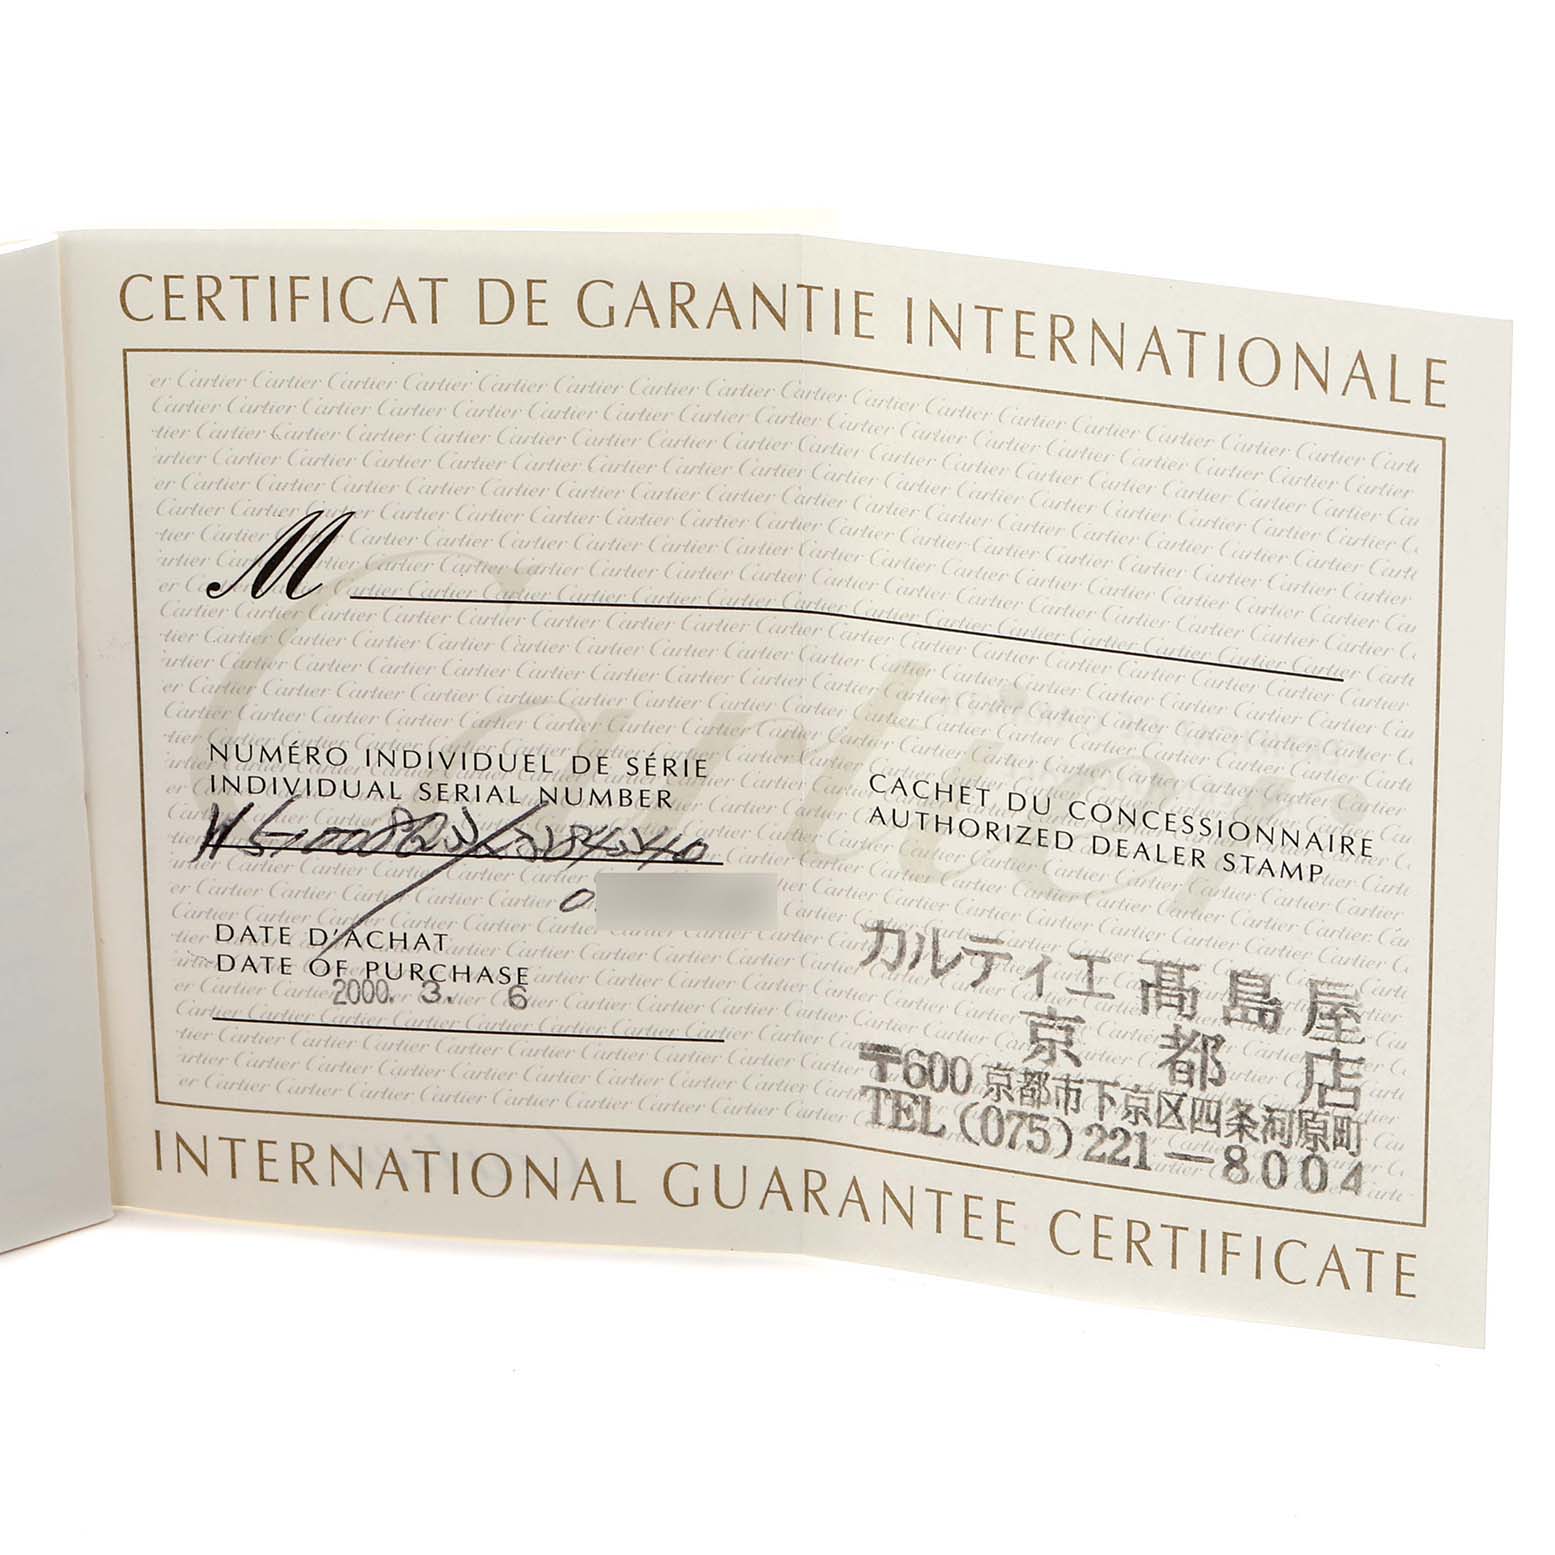 CERTIFICAT DE GARANTIE INTERNATIONALE
M
NUMÉRO INDIVIDUEL DE SÉRIE
INDIVIDUAL SERIAL NUMBER
DATE D'ACHAT
DATE OF PURCHASE
2000. 3. 6
CACHET DU CONCESSIONNAIRE
AUTHORIZED DEALER STAMP
カルティエ髙島屋
京都店
〒600 京都市下京区四条河原町
TEL (075) 221-8004
Cartier
INTERNATIONAL GUARANTEE CERTIFICATE